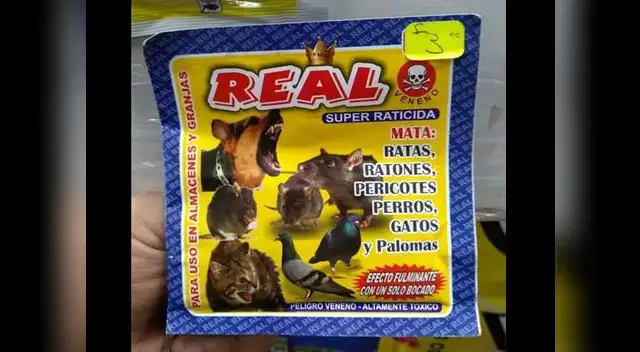 £3
REAL
VENENO
SUPER RATICIDA
MATA:
RATAS,
RATONES,
PERICOTES
PERROS,
GATOS
y Palomas
EFECTO FULMINANTE
CON UN SOLO BOCADO
PELIGRO VENENO - ALTAMENTE TOXICO
PARA USO EN ALMACENES Y GRANJAS